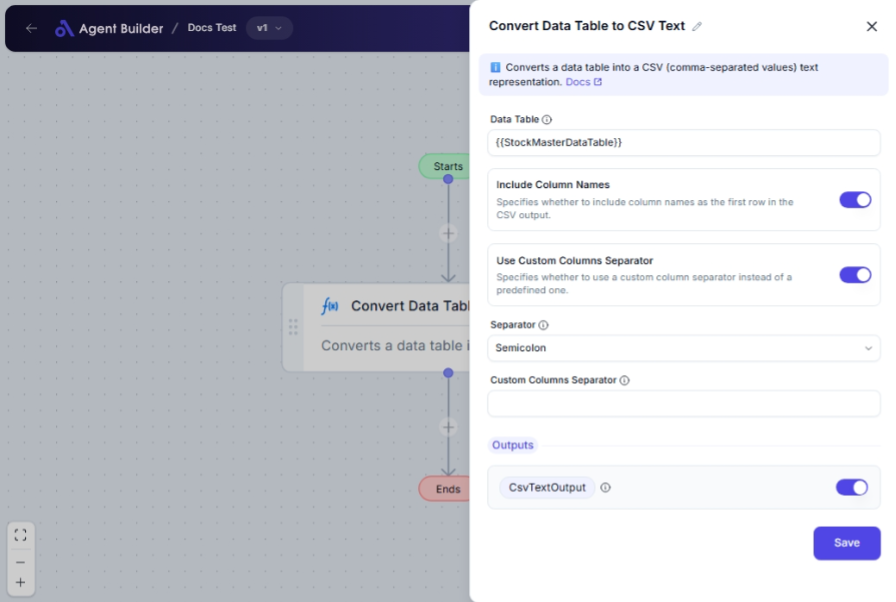 Agent Builder / Docs Test v1
Starts
f(x) Convert Data Tabl
Converts a data table i
Ends
Convert Data Table to CSV Text
Converts a data table into a CSV (comma-separated values) text
representation. Docs
Data Table
{{StockMasterDataTable}}
Include Column Names
Specifies whether to include column names as the first row in the
CSV output.
Use Custom Columns Separator
Specifies whether to use a custom column separator instead of a
predefined one.
Separator
Semicolon
Custom Columns Separator
Outputs
CsvTextOutput
Save